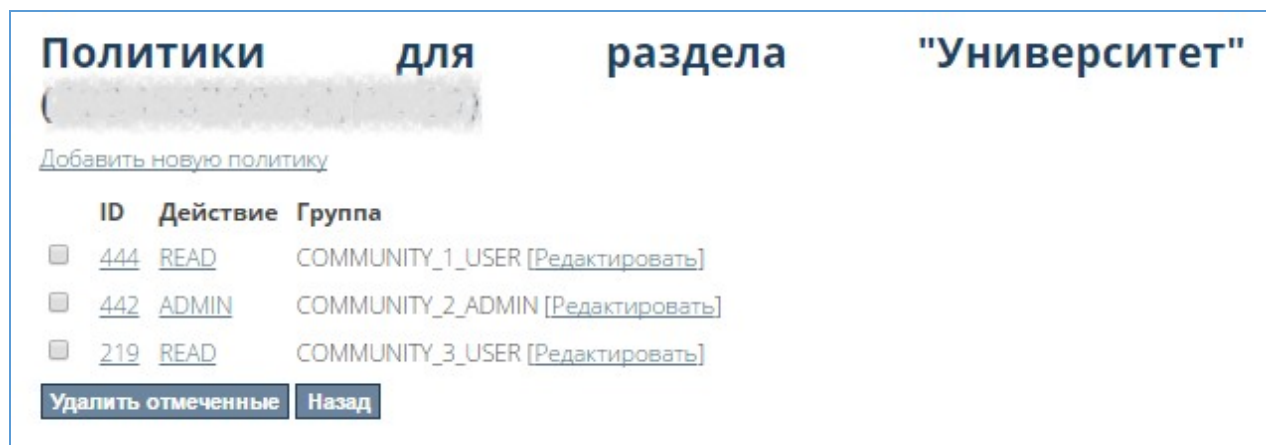 Политики для раздела "Университет"
( )
Добавить новую политику
ID Действие Группа
444 READ COMMUNITY_1_USER [Редактировать]
442 ADMIN COMMUNITY_2_ADMIN [Редактировать]
219 READ COMMUNITY_3_USER [Редактировать]
Удалить отмеченные Назад